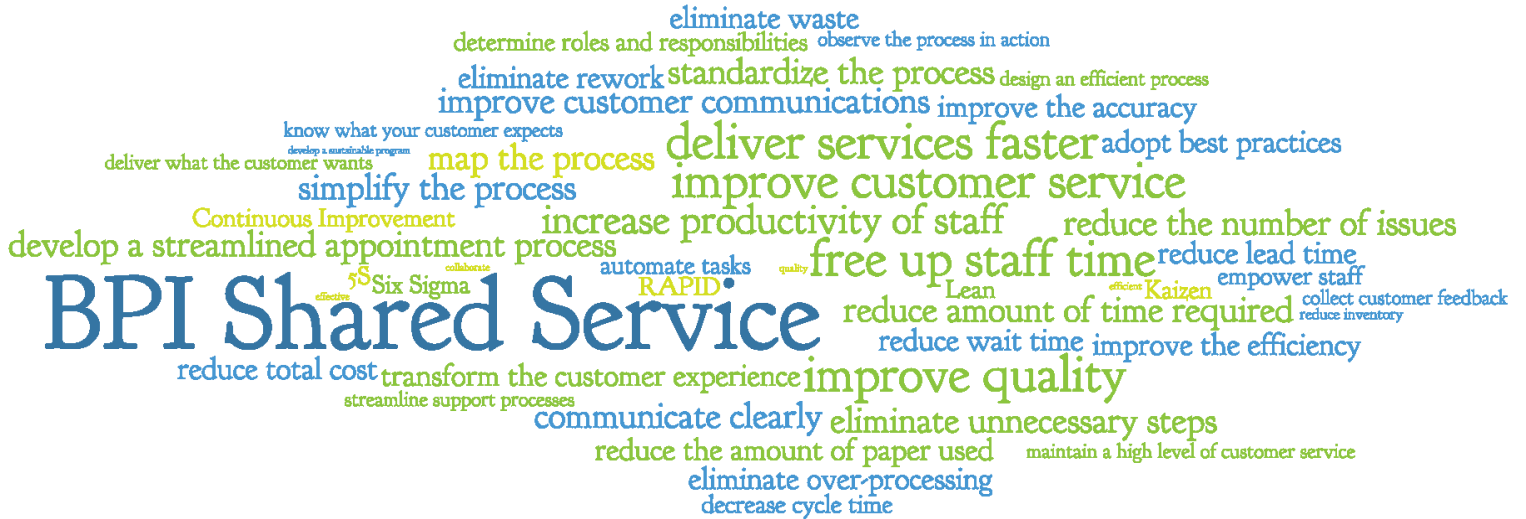 eliminate waste
determine roles and responsibilities
observe the process in action
eliminate rework
standardize the process
design an efficient process
improve customer communications
improve the accuracy
know what your customer expects
deliver services faster
adopt best practices
develop a sustainable program
deliver what the customer wants
map the process
simplify the process
improve customer service
Continuous Improvement
increase productivity of staff
reduce the number of issues
develop a streamlined appointment process
free up staff time
reduce lead time
5S
collaborate
automate tasks
quality
empower staff
BPI Shared Service
effective
Six Sigma
RAPID
Lean
efficient
Kaizen
collect customer feedback
reduce amount of time required
reduce inventory
reduce wait time
improve the efficiency
reduce total cost
transform the customer experience
improve quality
streamline support processes
communicate clearly
eliminate unnecessary steps
reduce the amount of paper used
maintain a high level of customer service
eliminate over-processing
decrease cycle time